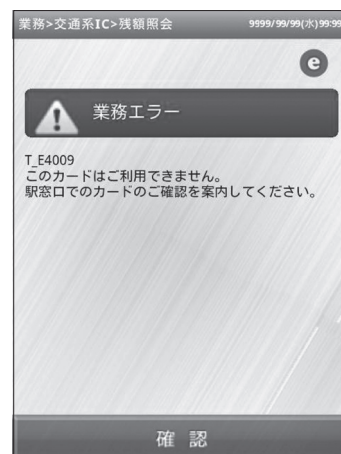 業務>交通系IC>残額照会 9999/99/99(水)99:99
e
業務エラー
T_E4009
このカードはご利用できません。
駅窓口でのカードのご確認を案内してください。
確認